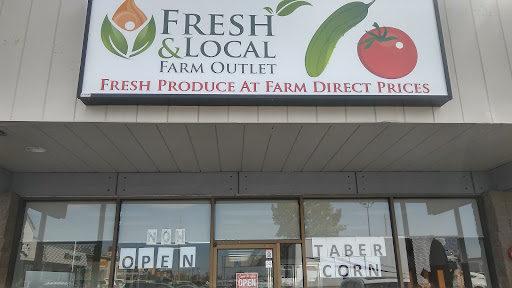 FRESH
& LOCAL
FARM OUTLET
FRESH PRODUCE AT FARM DIRECT PRICES
NOW
OPEN
OPEN
TABER
CORN